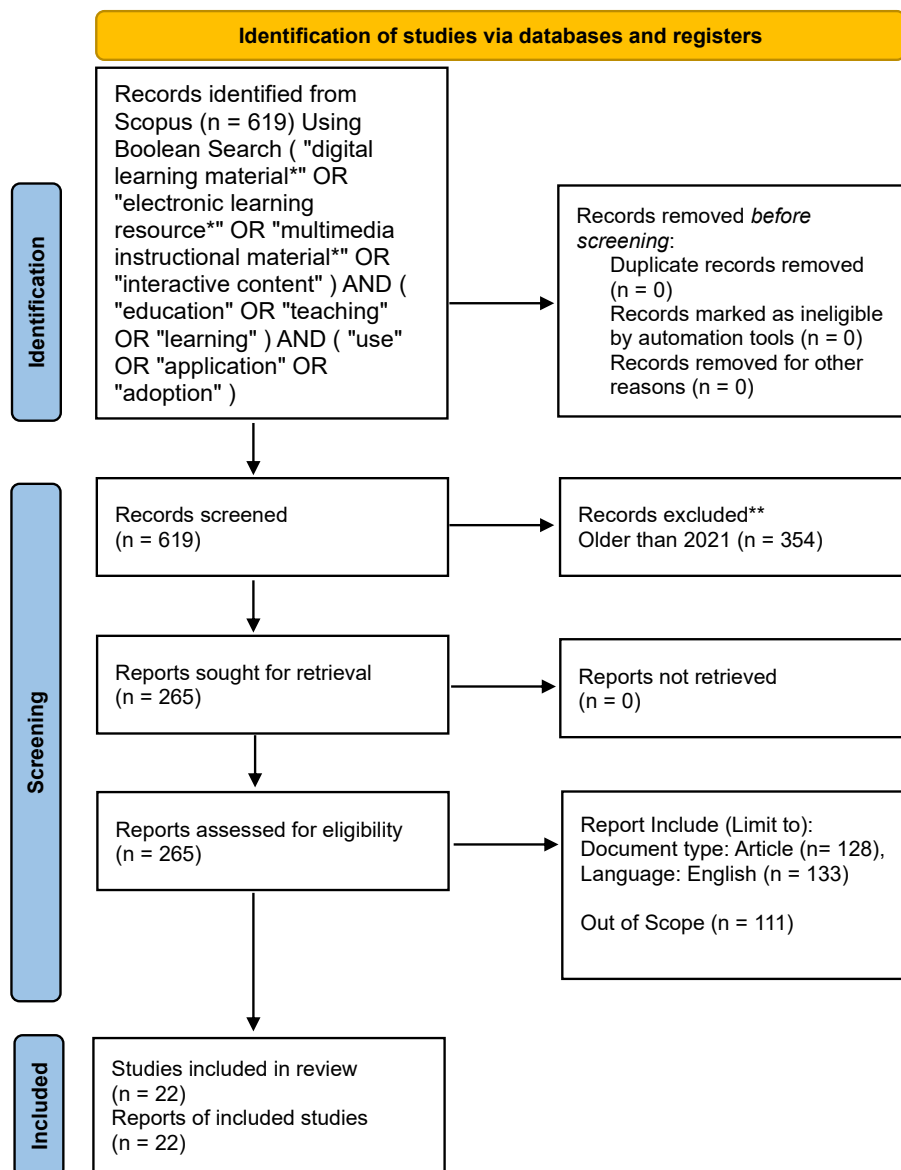 Identification of studies via databases and registers
Identification
Records identified from
Scopus (n = 619) Using
Boolean Search ( "digital
learning material*" OR
"electronic learning
resource*" OR "multimedia
instructional material*" OR
"interactive content" ) AND (
"education" OR "teaching"
OR "learning" ) AND ( "use"
OR "application" OR
"adoption" )
Records removed before
screening:
Duplicate records removed
(n = 0)
Records marked as ineligible
by automation tools (n = 0)
Records removed for other
reasons (n = 0)
Screening
Records screened
(n = 619)
Records excluded**
Older than 2021 (n = 354)
Reports sought for retrieval
(n = 265)
Reports not retrieved
(n = 0)
Reports assessed for eligibility
(n = 265)
Report Include (Limit to):
Document type: Article (n= 128),
Language: English (n = 133)
Out of Scope (n = 111)
Included
Studies included in review
(n = 22)
Reports of included studies
(n = 22)